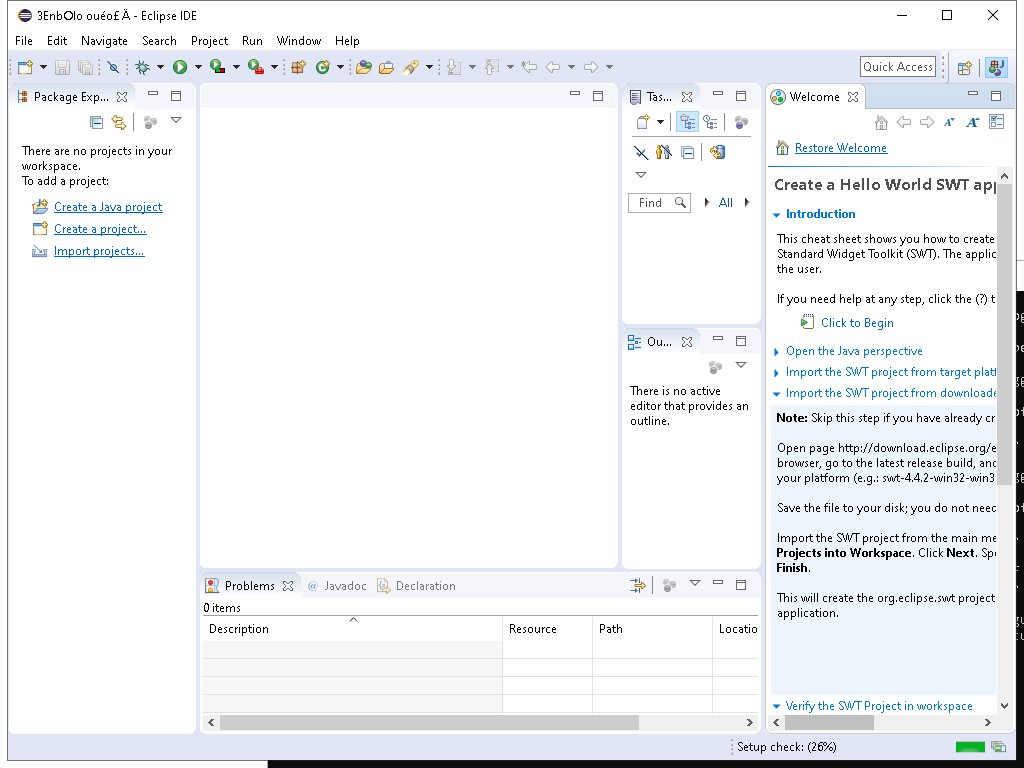 3EnbOlo ouéo£Ä - Eclipse IDE
File Edit Navigate Search Project Run Window Help
Quick Access
Package Exp...
There are no projects in your
workspace.
To add a project:
Create a Java project
Create a project...
Import projects...
Tas...
Find
All
Ou...
There is no active
editor that provides an
outline.
Welcome
Restore Welcome
Create a Hello World SWT app
Introduction
This cheat sheet shows you how to create
Standard Widget Toolkit (SWT). The applic
the user.
If you need help at any step, click the (?) t
Click to Begin
Open the Java perspective
Import the SWT project from target platf
Import the SWT project from downloade
Note: Skip this step if you have already cr
Open page http://download.eclipse.org/e
browser, go to the latest release build, and
your platform (e.g.: swt-4.4.2-win32-win3
Save the file to your disk; you do not need
Import the SWT project from the main me
Projects into Workspace. Click Next. Spe
Finish.
This will create the org.eclipse.swt project
application.
Verify the SWT Project in workspace
Problems @ Javadoc Declaration
0 items
Description Resource Path Locatio
Setup check: (26%)